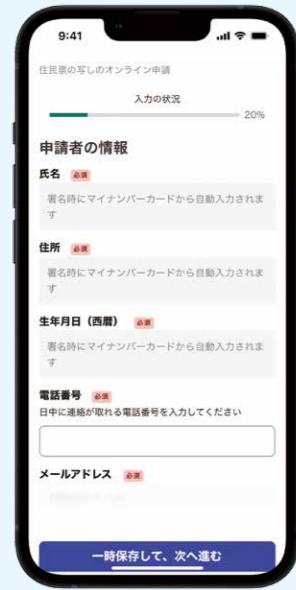 9:41
住民票の写しのオンライン申請
入力の状況
20%
申請者の情報
氏名 必須
署名時にマイナンバーカードから自動入力されま
す
住所 必須
署名時にマイナンバーカードから自動入力されま
す
生年月日（西暦） 必須
署名時にマイナンバーカードから自動入力されま
す
電話番号 必須
日中に連絡が取れる電話番号を入力してください
メールアドレス 必須
一時保存して、次へ進む